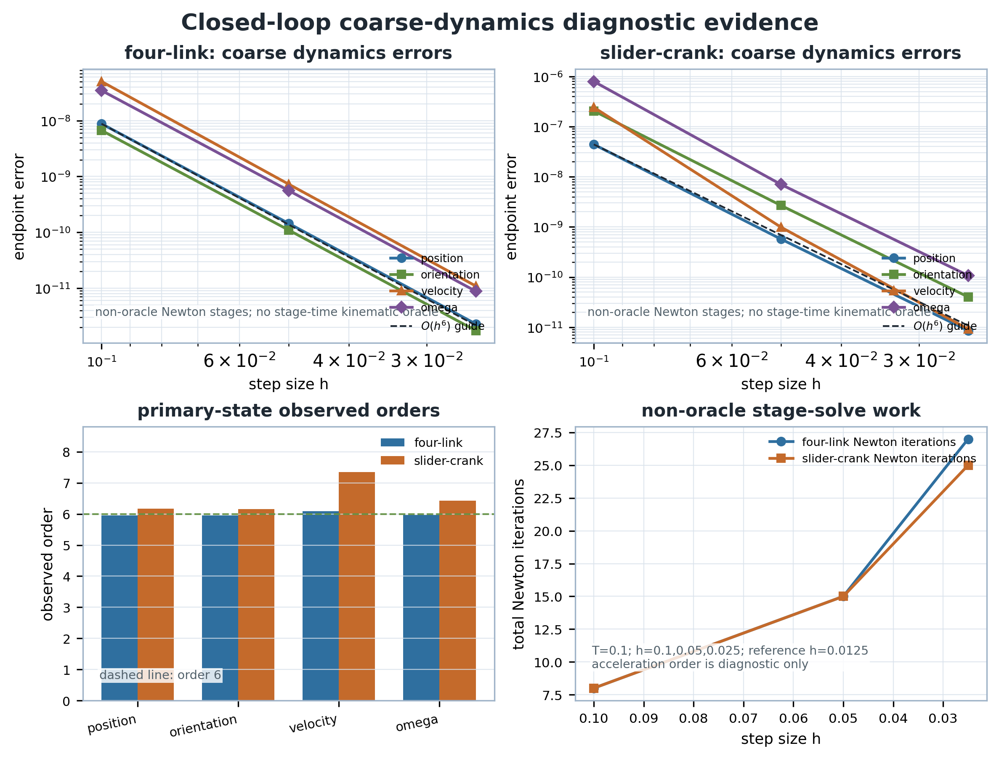 Closed-loop coarse-dynamics diagnostic evidence
four-link: coarse dynamics errors
endpoint error
10⁻⁸
10⁻⁹
10⁻¹⁰
10⁻¹¹
position
orientation
velocity
omega
O(h⁶) guide
non-oracle Newton stages; no stage-time kinematic oracle
10⁻¹ 6 × 10⁻² 4 × 10⁻² 3 × 10⁻²
step size h
slider-crank: coarse dynamics errors
endpoint error
10⁻⁶
10⁻⁷
10⁻⁸
10⁻⁹
10⁻¹⁰
10⁻¹¹
position
orientation
velocity
omega
O(h⁶) guide
non-oracle Newton stages; no stage-time kinematic oracle
10⁻¹ 6 × 10⁻² 4 × 10⁻² 3 × 10⁻²
step size h
primary-state observed orders
observed order
8
7
6
5
4
3
2
1
0
four-link
slider-crank
dashed line: order 6
position orientation velocity omega
non-oracle stage-solve work
total Newton iterations
27.5
25.0
22.5
20.0
17.5
15.0
12.5
10.0
7.5
four-link Newton iterations
slider-crank Newton iterations
T=0.1; h=0.1,0.05,0.025; reference h=0.0125
acceleration order is diagnostic only
0.10 0.09 0.08 0.07 0.06 0.05 0.04 0.03
step size h